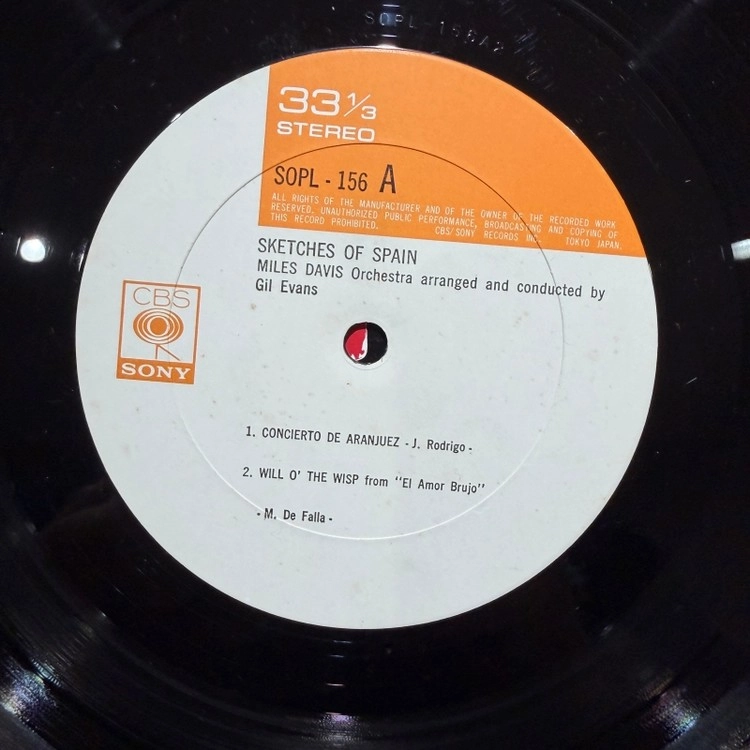 SOPL-156A2
33 1/3
STEREO
SOPL - 156 A
ALL RIGHTS OF THE MANUFACTURER AND OF THE OWNER OF THE RECORDED WORK
RESERVED. UNAUTHORIZED PUBLIC PERFORMANCE, BROADCASTING AND COPYING OF
THIS RECORD PROHIBITED. CBS/SONY RECORDS INC. TOKYO JAPAN.
SKETCHES OF SPAIN
MILES DAVIS Orchestra arranged and conducted by
Gil Evans
CBS
SONY
1. CONCIERTO DE ARANJUEZ - J. Rodrigo -
2. WILL O' THE WISP from "El Amor Brujo"
- M. De Falla -